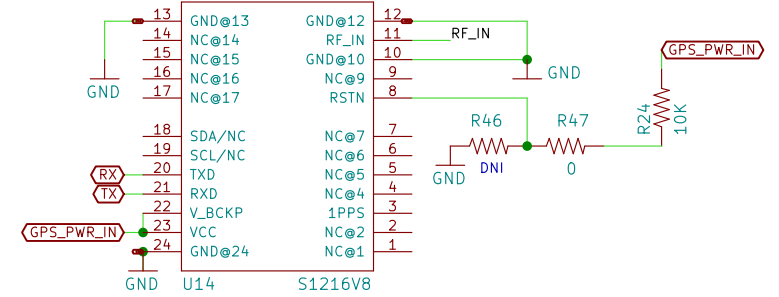 13 GND@13 GND@12 12
14 NC@14 RF_IN 11 RF_IN
15 NC@15 GND@10 10
16 NC@16 NC@9 9
17 NC@17 RSTN 8
GND
GND
GPS_PWR_IN
R24
10K
18 SDA/NC NC@7 7
19 SCL/NC NC@6 6
RX 20 TXD NC@5 5
TX 21 RXD NC@4 4
22 V_BCKP 1PPS 3
GPS_PWR_IN 23 VCC NC@2 2
24 GND@24 NC@1 1
R46 R47
GND DNI 0
GND U14 S1216V8